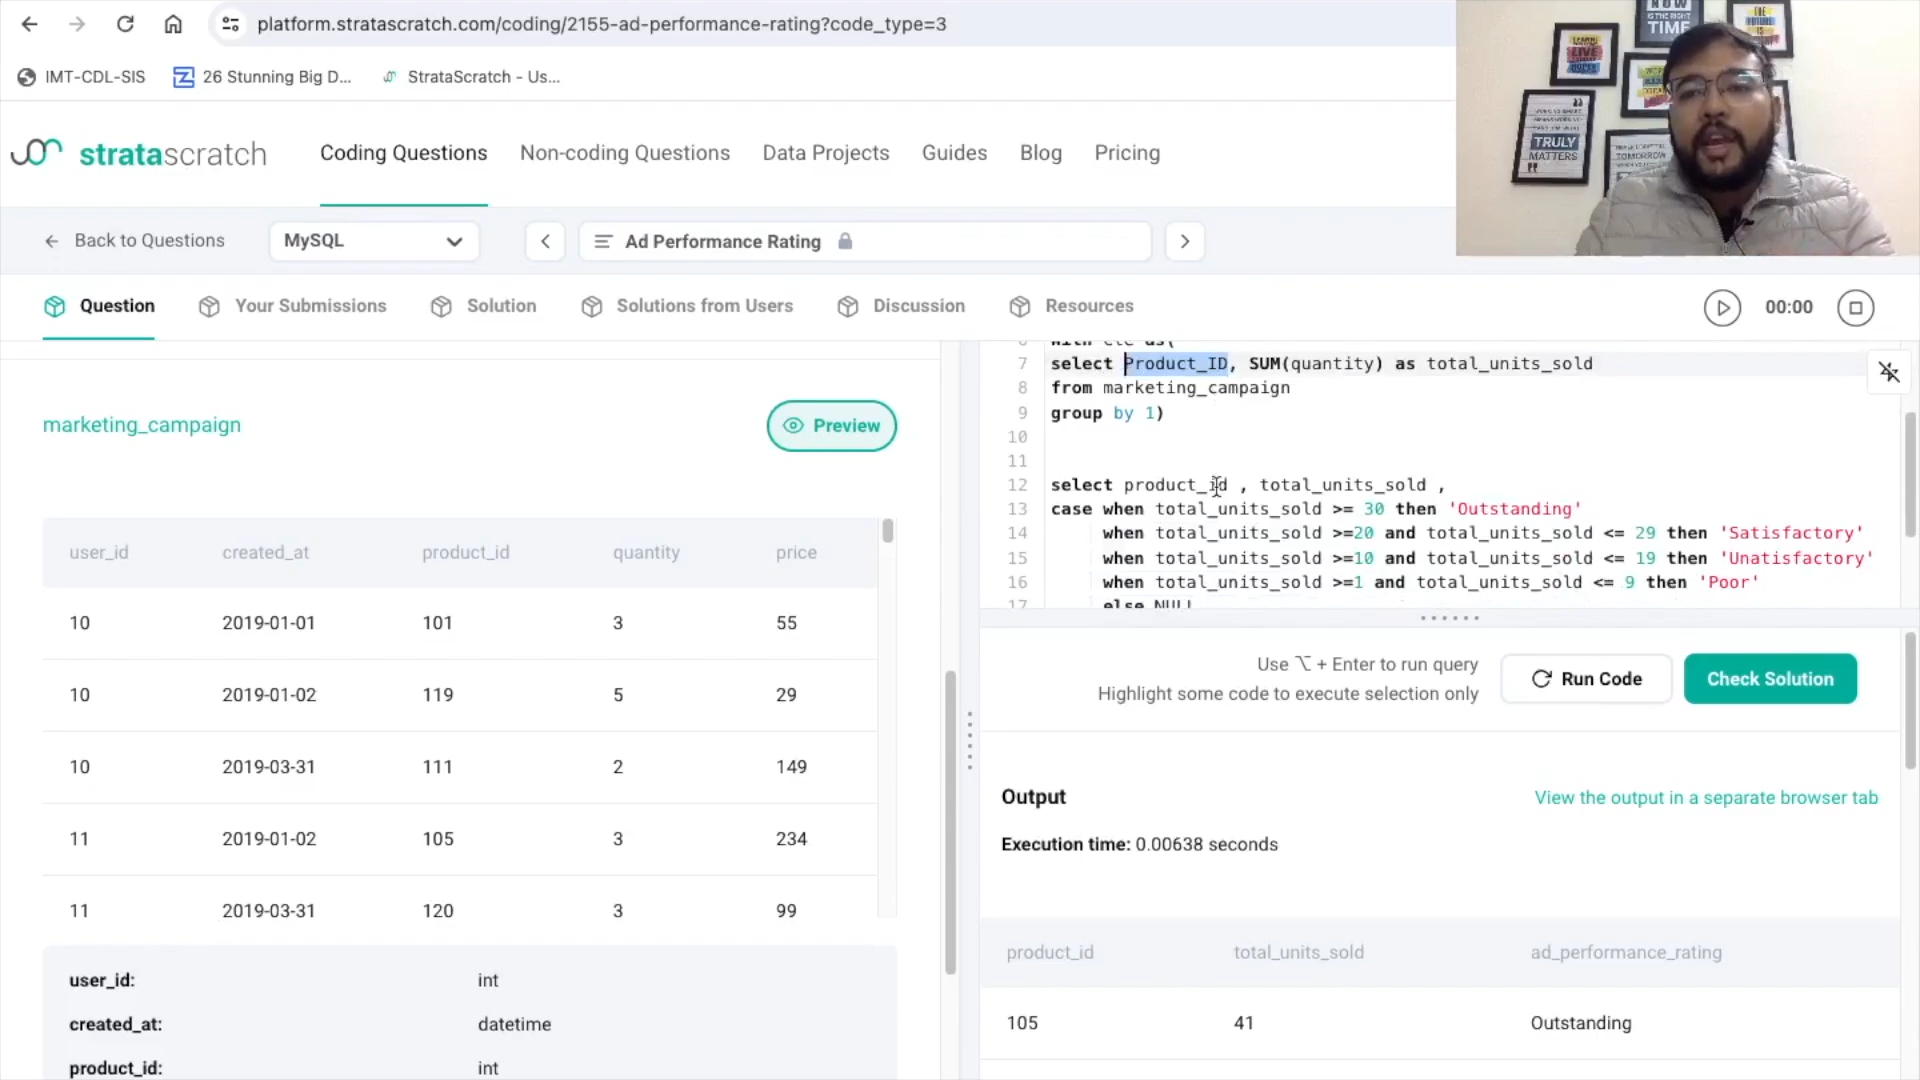 platform.stratascratch.com/coding/2155-ad-performance-rating?code_type=3
IMT-CDL-SIS
26 Stunning Big D...
StrataScratch - Us...
stratascratch
Coding Questions
Non-coding Questions
Data Projects
Guides
Blog
Pricing
TRULY
MATTERS
Back to Questions
MySQL
Ad Performance Rating
Question
Your Submissions
Solution
Solutions from Users
Discussion
Resources
00:00
marketing_campaign
Preview
user_id created_at product_id quantity price
10 2019-01-01 101 3 55
10 2019-01-02 119 5 29
10 2019-03-31 111 2 149
11 2019-01-02 105 3 234
11 2019-03-31 120 3 99
user_id: int
created_at: datetime
product_id: int
7 select Product_ID, SUM(quantity) as total_units_sold
8 from marketing_campaign
9 group by 1)
10
11
12 select product_id , total_units_sold ,
13 case when total_units_sold >= 30 then 'Outstanding'
14 when total_units_sold >=20 and total_units_sold <= 29 then 'Satisfactory'
15 when total_units_sold >=10 and total_units_sold <= 19 then 'Unatisfactory'
16 when total_units_sold >=1 and total_units_sold <= 9 then 'Poor'
17 else NULL
Use ⌥ + Enter to run query
Highlight some code to execute selection only
Run Code
Check Solution
Output
View the output in a separate browser tab
Execution time: 0.00638 seconds
product_id total_units_sold ad_performance_rating
105 41 Outstanding